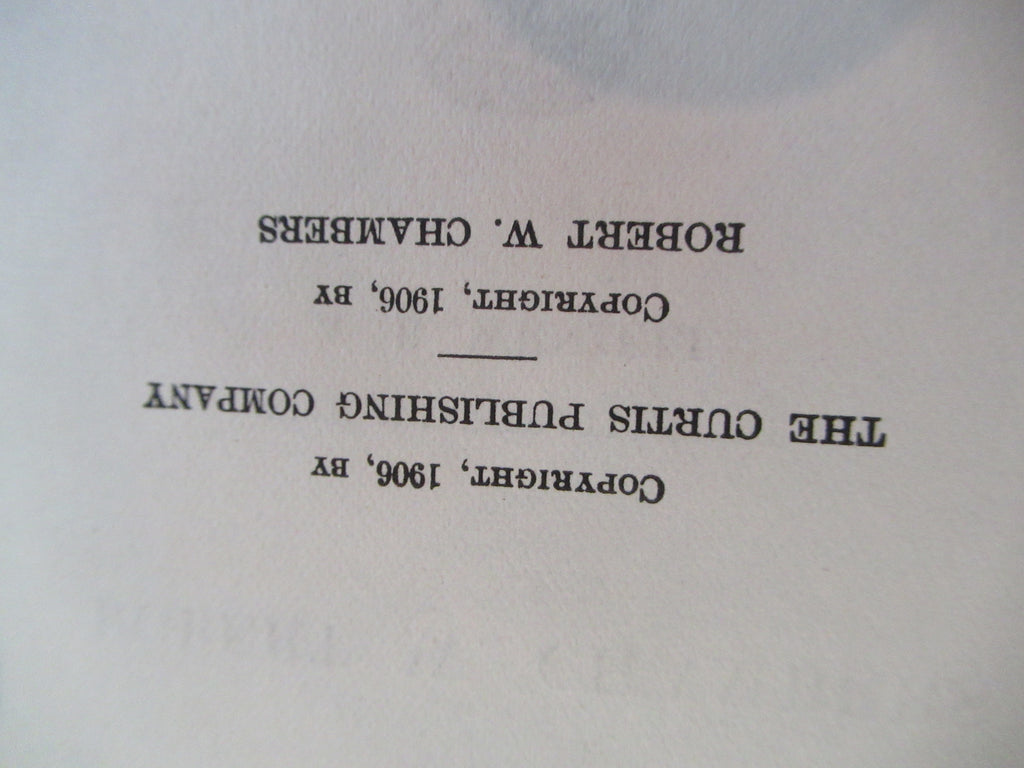 COPYRIGHT, 1906, BY
THE CURTIS PUBLISHING COMPANY
COPYRIGHT, 1906, BY
ROBERT W. CHAMBERS